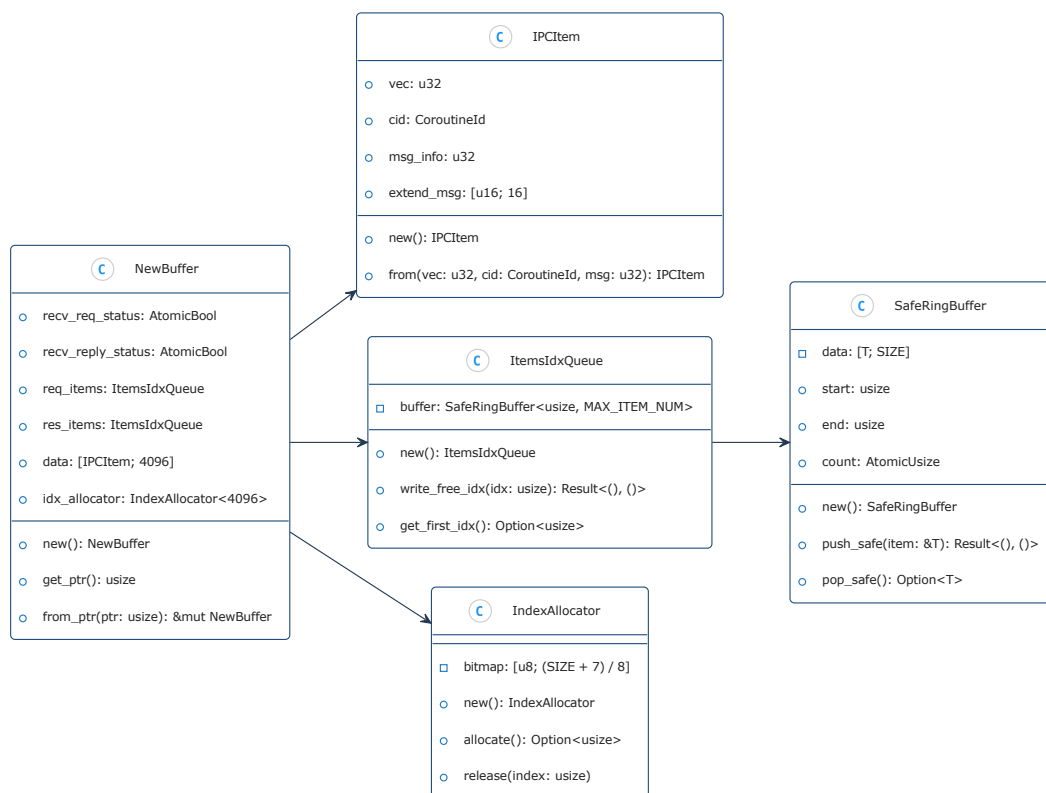 C IPCItem
vec: u32
cid: CoroutineId
msg_info: u32
extend_msg: [u16; 16]
new(): IPCItem
from(vec: u32, cid: CoroutineId, msg: u32): IPCItem
C NewBuffer
recv_req_status: AtomicBool
recv_reply_status: AtomicBool
req_items: ItemsIdxQueue
res_items: ItemsIdxQueue
data: [IPCItem; 4096]
idx_allocator: IndexAllocator<4096>
new(): NewBuffer
get_ptr(): usize
from_ptr(ptr: usize): &mut NewBuffer
C ItemsIdxQueue
buffer: SafeRingBuffer<usize, MAX_ITEM_NUM>
new(): ItemsIdxQueue
write_free_idx(idx: usize): Result<(), ()>
get_first_idx(): Option<usize>
C SafeRingBuffer
data: [T; SIZE]
start: usize
end: usize
count: AtomicUsize
new(): SafeRingBuffer
push_safe(item: &T): Result<(), ()>
pop_safe(): Option<T>
C IndexAllocator
bitmap: [u8; (SIZE + 7) / 8]
new(): IndexAllocator
allocate(): Option<usize>
release(index: usize)